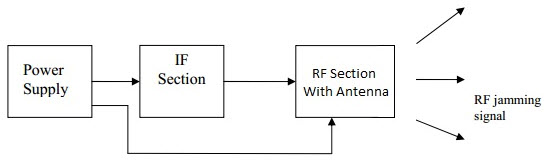 Power
Supply
IF
Section
RF Section
With Antenna
RF jamming
signal